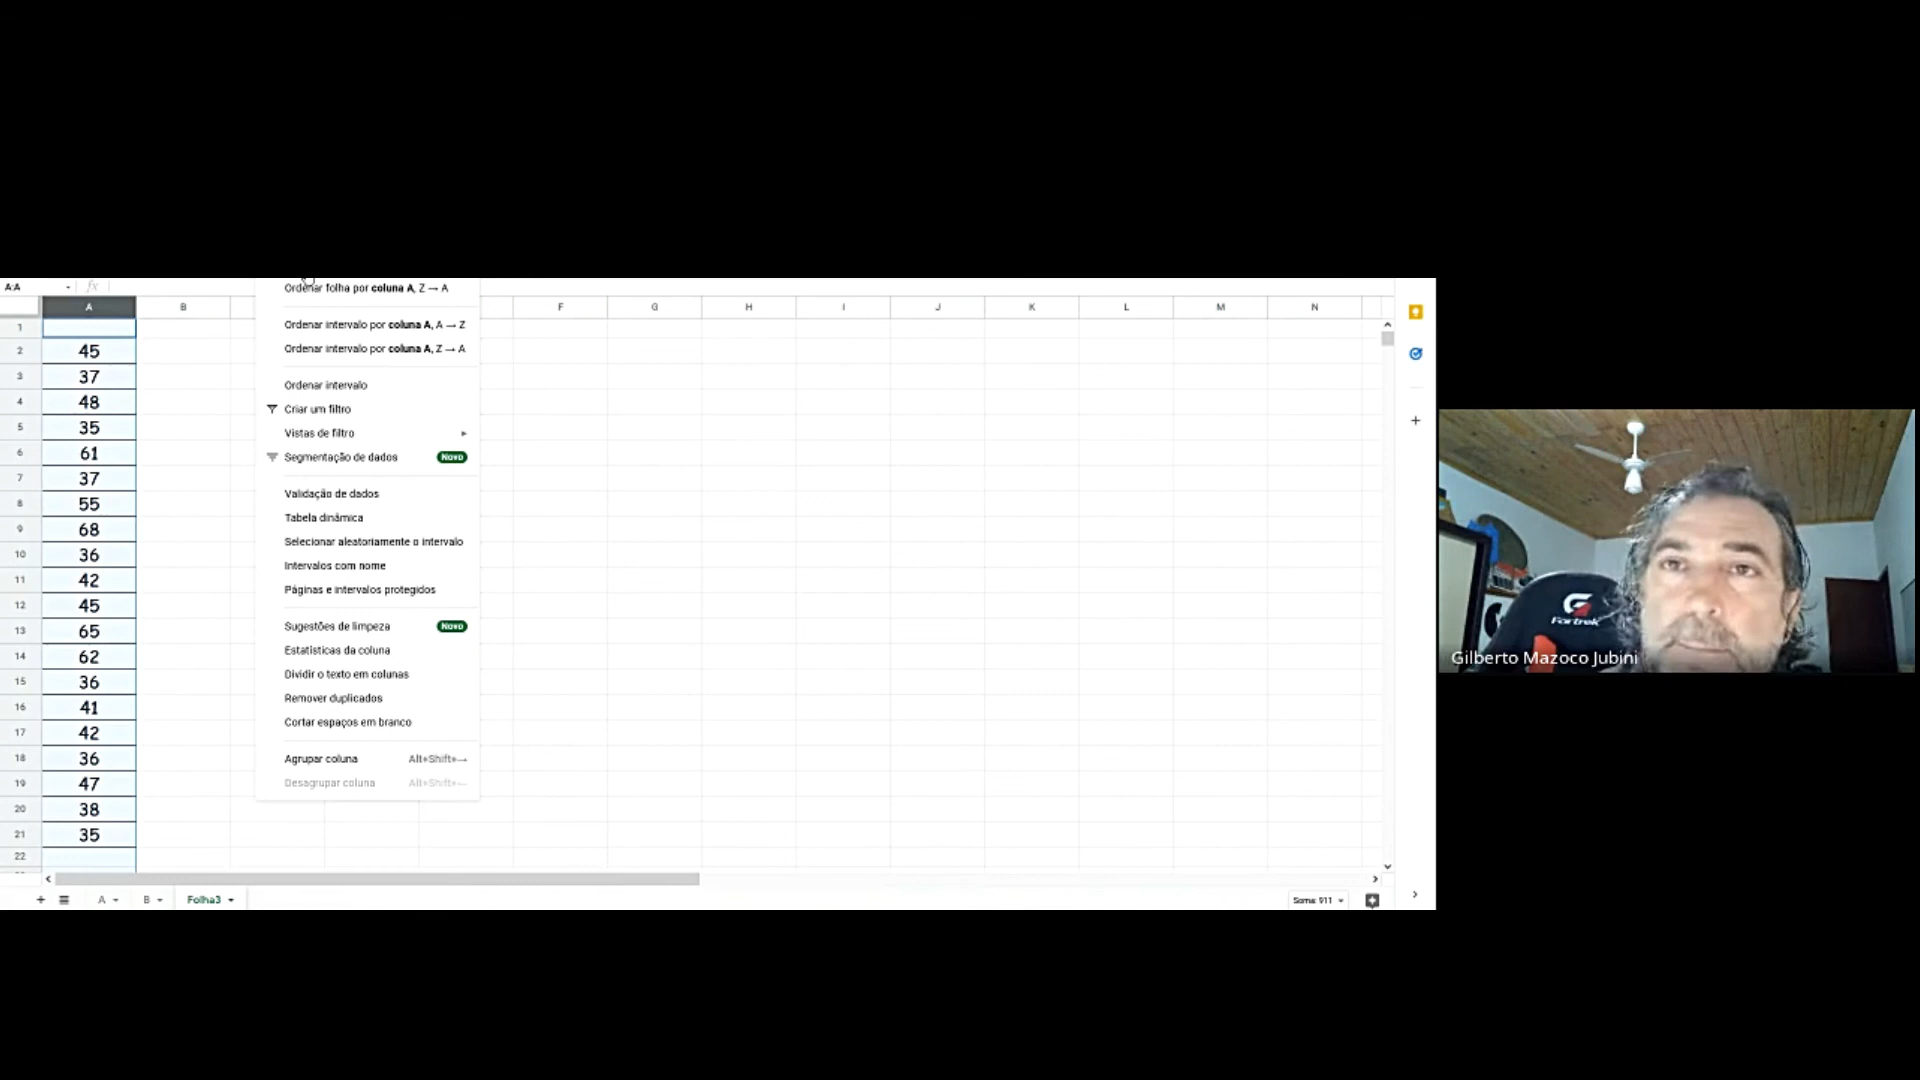 A:A
fx
Ordenar folha por coluna A, Z → A
A B F G H I J K L M N
1
Ordenar intervalo por coluna A, A → Z
2 45
Ordenar intervalo por coluna A, Z → A
3 37
Ordenar intervalo
4 48
Criar um filtro
5 35
Vistas de filtro
6 61
Segmentação de dados Novo
7 37
Validação de dados
8 55
Tabela dinâmica
9 68
Selecionar aleatoriamente o intervalo
10 36
Intervalos com nome
11 42
Páginas e intervalos protegidos
12 45
13 65
Sugestões de limpeza Novo
14 62
Estatísticas da coluna
15 36
Dividir o texto em colunas
16 41
Remover duplicados
17 42
Cortar espaços em branco
18 36
Agrupar coluna Alt+Shift+→
19 47
Desagrupar coluna Alt+Shift+←
20 38
21 35
22
A B Folha3
Soma: 911
Fortrek
Gilberto Mazoco Jubini